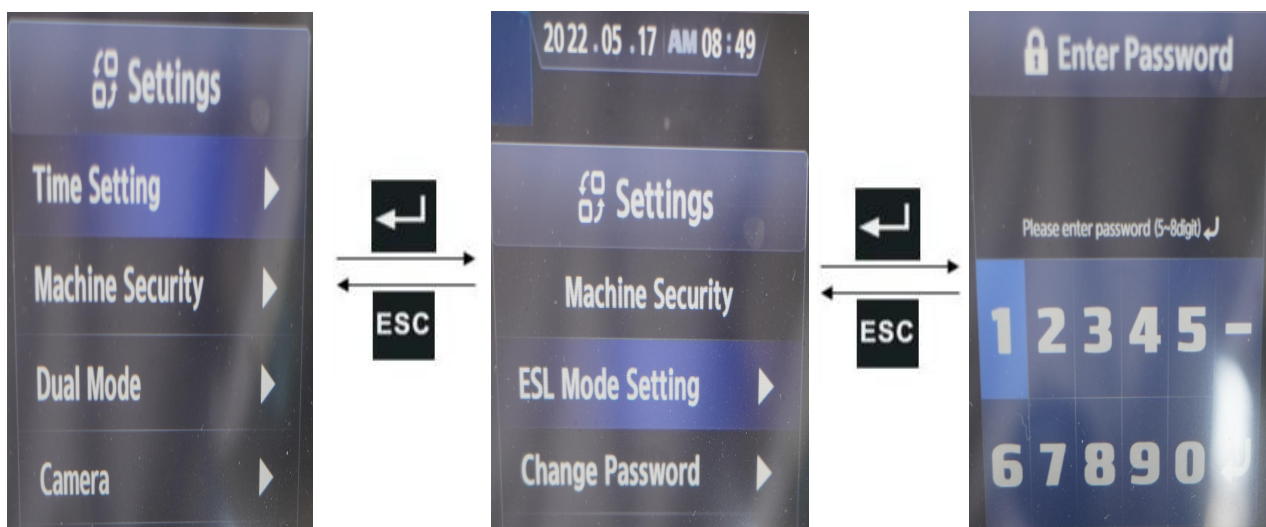 Settings
Time Setting
Machine Security
Dual Mode
Camera
ESC
2022.05.17 AM 08:49
Settings
Machine Security
ESL Mode Setting
Change Password
ESC
Enter Password
Please enter password (5~8digit)
1 2 3 4 5 –
6 7 8 9 0